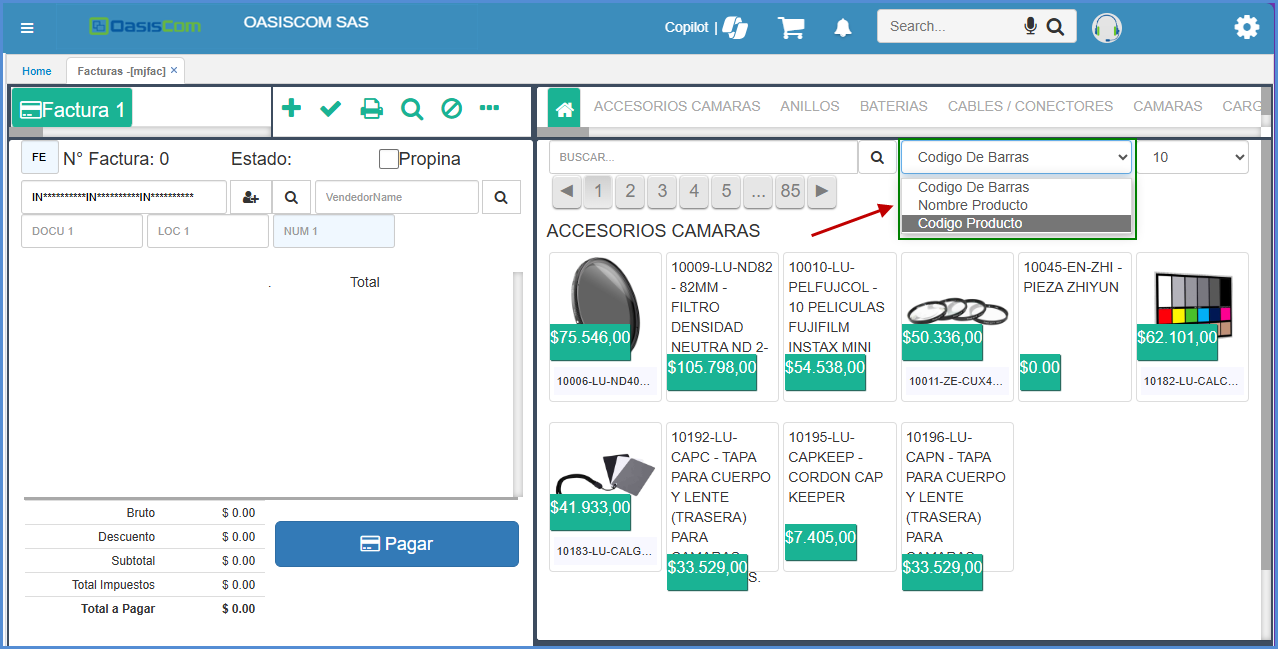 OasisCom
OASISCOM SAS
Copilot |
Search...
Home
Facturas -[mjfac] ×
Factura 1
ACCESORIOS CAMARAS ANILLOS BATERIAS CABLES / CONECTORES CAMARAS CARG
FE
N° Factura: 0
Estado:
Propina
IN**********IN**********IN**********
VendedorName
DOCU 1
LOC 1
NUM 1
. Total
Bruto $ 0.00
Descuento $ 0.00
Subtotal $ 0.00
Total Impuestos $ 0.00
Total a Pagar $ 0.00
Pagar
BUSCAR...
Codigo De Barras
10
Codigo De Barras
Nombre Producto
Codigo Producto
◀ 1 2 3 4 5 ... 85 ▶
ACCESORIOS CAMARAS
$75.546,00
10006-LU-ND40...
10009-LU-ND82
- 82MM -
FILTRO
DENSIDAD
NEUTRA ND 2-
$105.798,00
10010-LU-
PELFUJCOL -
10 PELICULAS
FUJIFILM
INSTAX MINI
$54.538,00
$50.336,00
10011-ZE-CUX4...
10045-EN-ZHI -
PIEZA ZHIYUN
$0.00
$62.101,00
10182-LU-CALC...
$41.933,00
10183-LU-CALG...
10192-LU-
CAPC - TAPA
PARA CUERPO
Y LENTE
(TRASERA)
PARA
CAMARAS
$33.529,00
S.
10195-LU-
CAPKEEP -
CORDON CAP
KEEPER
$7.405,00
10196-LU-
CAPN - TAPA
PARA CUERPO
Y LENTE
(TRASERA)
PARA
CAMARAS
$33.529,00